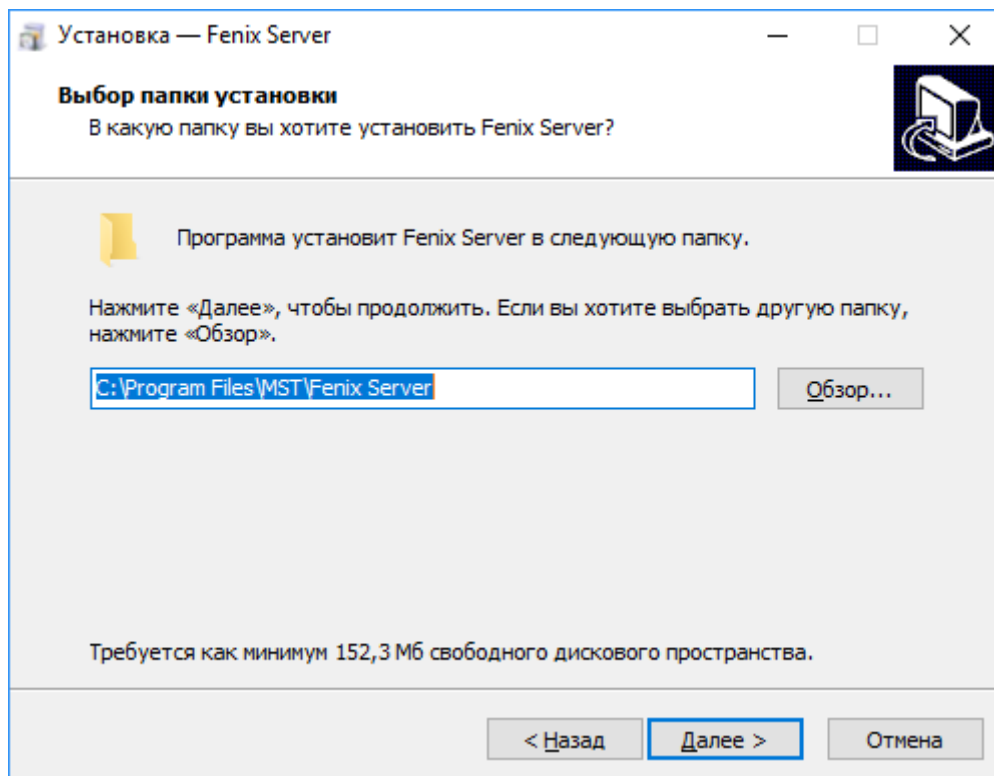 Установка — Fenix Server
Выбор папки установки
В какую папку вы хотите установить Fenix Server?
Программа установит Fenix Server в следующую папку.
Нажмите «Далее», чтобы продолжить. Если вы хотите выбрать другую папку,
нажмите «Обзор».
C:\Program Files\MST\Fenix Server
Обзор...
Требуется как минимум 152,3 Мб свободного дискового пространства.
< Назад
Далее >
Отмена